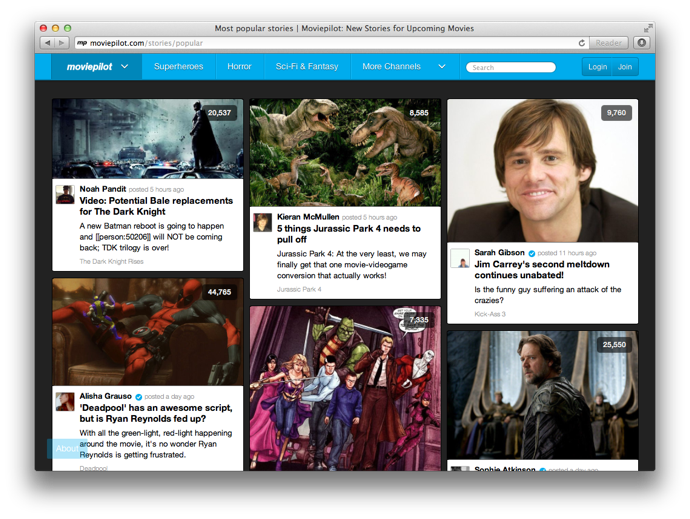 Most popular stories | Moviepilot: New Stories for Upcoming Movies
mp moviepilot.com/stories/popular
Reader
moviepilot
Superheroes
Horror
Sci-Fi & Fantasy
More Channels
Search
Login
Join
20,537
Noah Pandit posted 5 hours ago
Video: Potential Bale replacements
for The Dark Knight
A new Batman reboot is going to happen
and [[person:50206]] will NOT be coming
back; TDK trilogy is over!
The Dark Knight Rises
44,765
Alisha Grauso posted a day ago
'Deadpool' has an awesome script,
but is Ryan Reynolds fed up?
With all the green-light, red-light happening
around the movie, it's no wonder Ryan
Reynolds is getting frustrated.
Deadpool
About
8,585
Kieran McMullen posted 5 hours ago
5 things Jurassic Park 4 needs to
pull off
Jurassic Park 4: At the very least, we may
finally get that one movie-videogame
conversion that actually works!
Jurassic Park 4
7,335
9,760
Sarah Gibson posted 11 hours ago
Jim Carrey's second meltdown
continues unabated!
Is the funny guy suffering an attack of the
crazies?
Kick-Ass 3
25,550
Sophie Atkinson posted a day ago